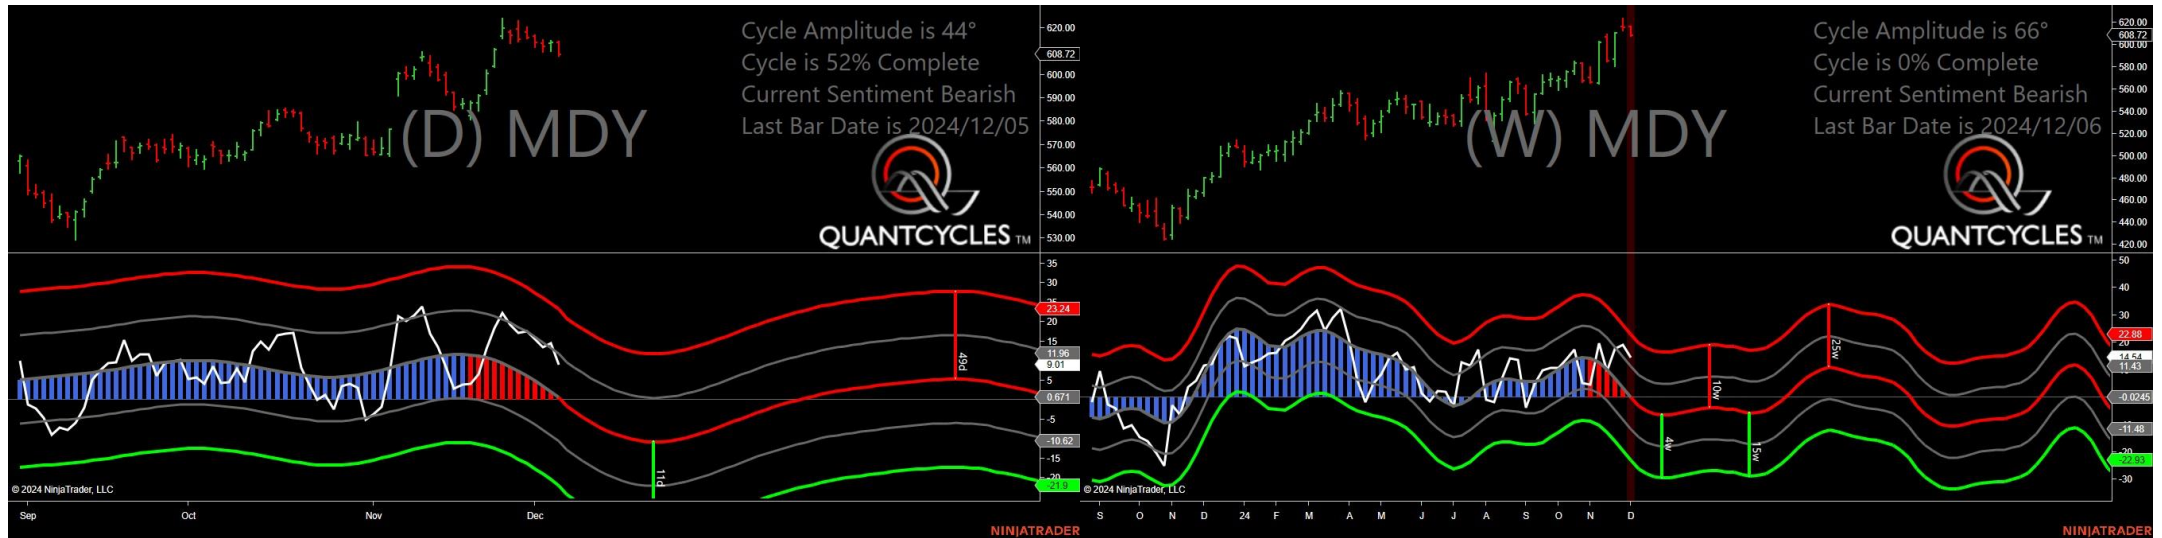 Cycle Amplitude is 44°
Cycle is 52% Complete
Current Sentiment Bearish
Last Bar Date is 2024/12/05
(D) MDY
QUANTCYCLES TM
620.00
608.72
600.00
590.00
580.00
570.00
560.00
550.00
540.00
530.00
35
30
23.24
20
15
11.96
9.01
5
0.671
-5
-10.62
-15
-21.9
49d
11d
© 2024 NinjaTrader, LLC
Sep Oct Nov Dec
NINJATRADER
Cycle Amplitude is 66°
Cycle is 0% Complete
Current Sentiment Bearish
Last Bar Date is 2024/12/06
(W) MDY
QUANTCYCLES TM
620.00
608.72
600.00
580.00
560.00
540.00
520.00
500.00
480.00
460.00
440.00
420.00
50
40
30
22.88
20
14.54
11.43
-0.0245
-11.48
-20
-22.93
-30
25w
10w
4w
15w
© 2024 NinjaTrader, LLC
S O N D 24 F M A M J J A S O N D
NINJATRADER